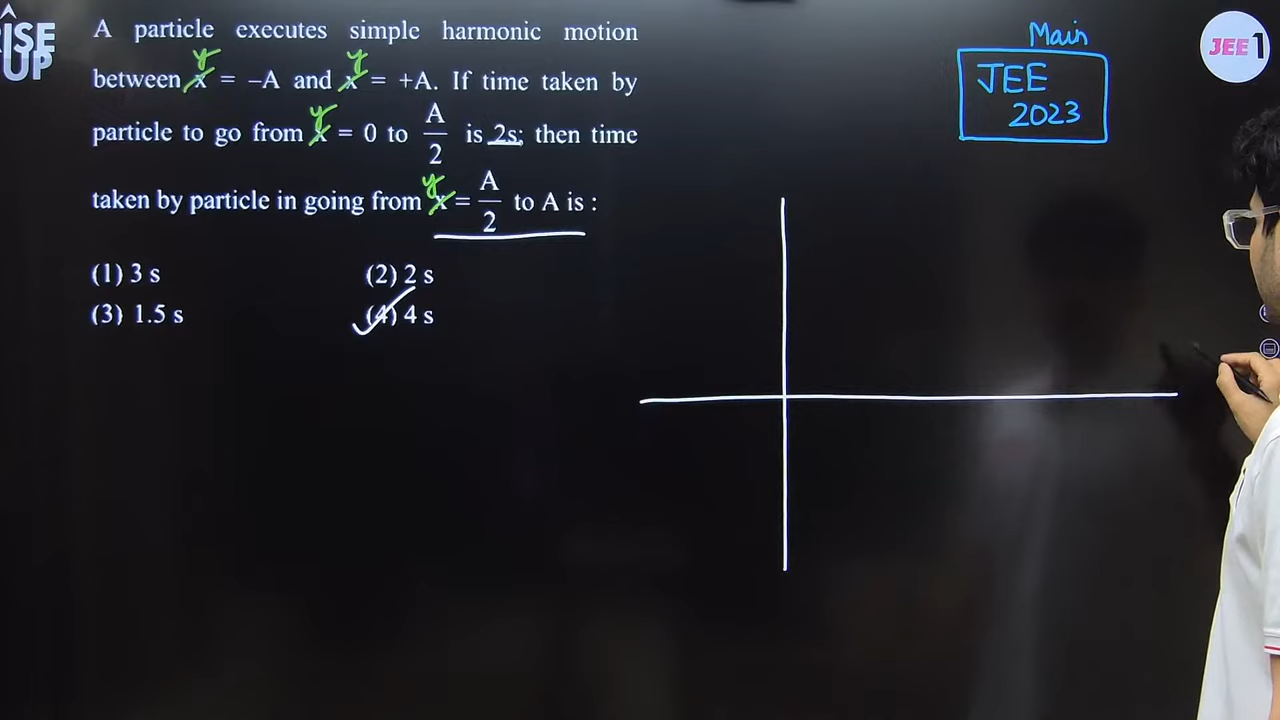 RISE
UP
A particle executes simple harmonic motion
between x y = –A and x y = +A. If time taken by
particle to go from x y = 0 to A/2 is 2s; then time
taken by particle in going from x y = A/2 to A is :
(1) 3 s
(2) 2 s
(3) 1.5 s
(4) 4 s
Main
JEE
2023
JEE 1